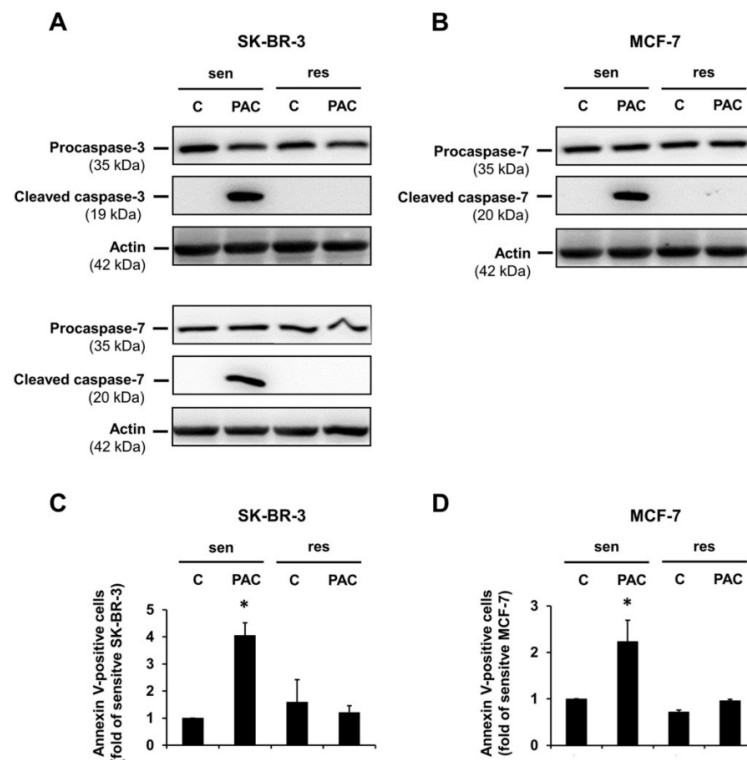 A
SK-BR-3
sen res
C PAC C PAC
Procaspase-3
(35 kDa)
Cleaved caspase-3
(19 kDa)
Actin
(42 kDa)
Procaspase-7
(35 kDa)
Cleaved caspase-7
(20 kDa)
Actin
(42 kDa)
B
MCF-7
sen res
C PAC C PAC
Procaspase-7
(35 kDa)
Cleaved caspase-7
(20 kDa)
Actin
(42 kDa)
C
SK-BR-3
sen res
C PAC C PAC
Annexin V-positive cells
(fold of sensitve SK-BR-3)
5
4
3
2
1
0
*
D
MCF-7
sen res
C PAC C PAC
Annexin V-positive cells
(fold of sensitve MCF-7)
3
2
1
0
*